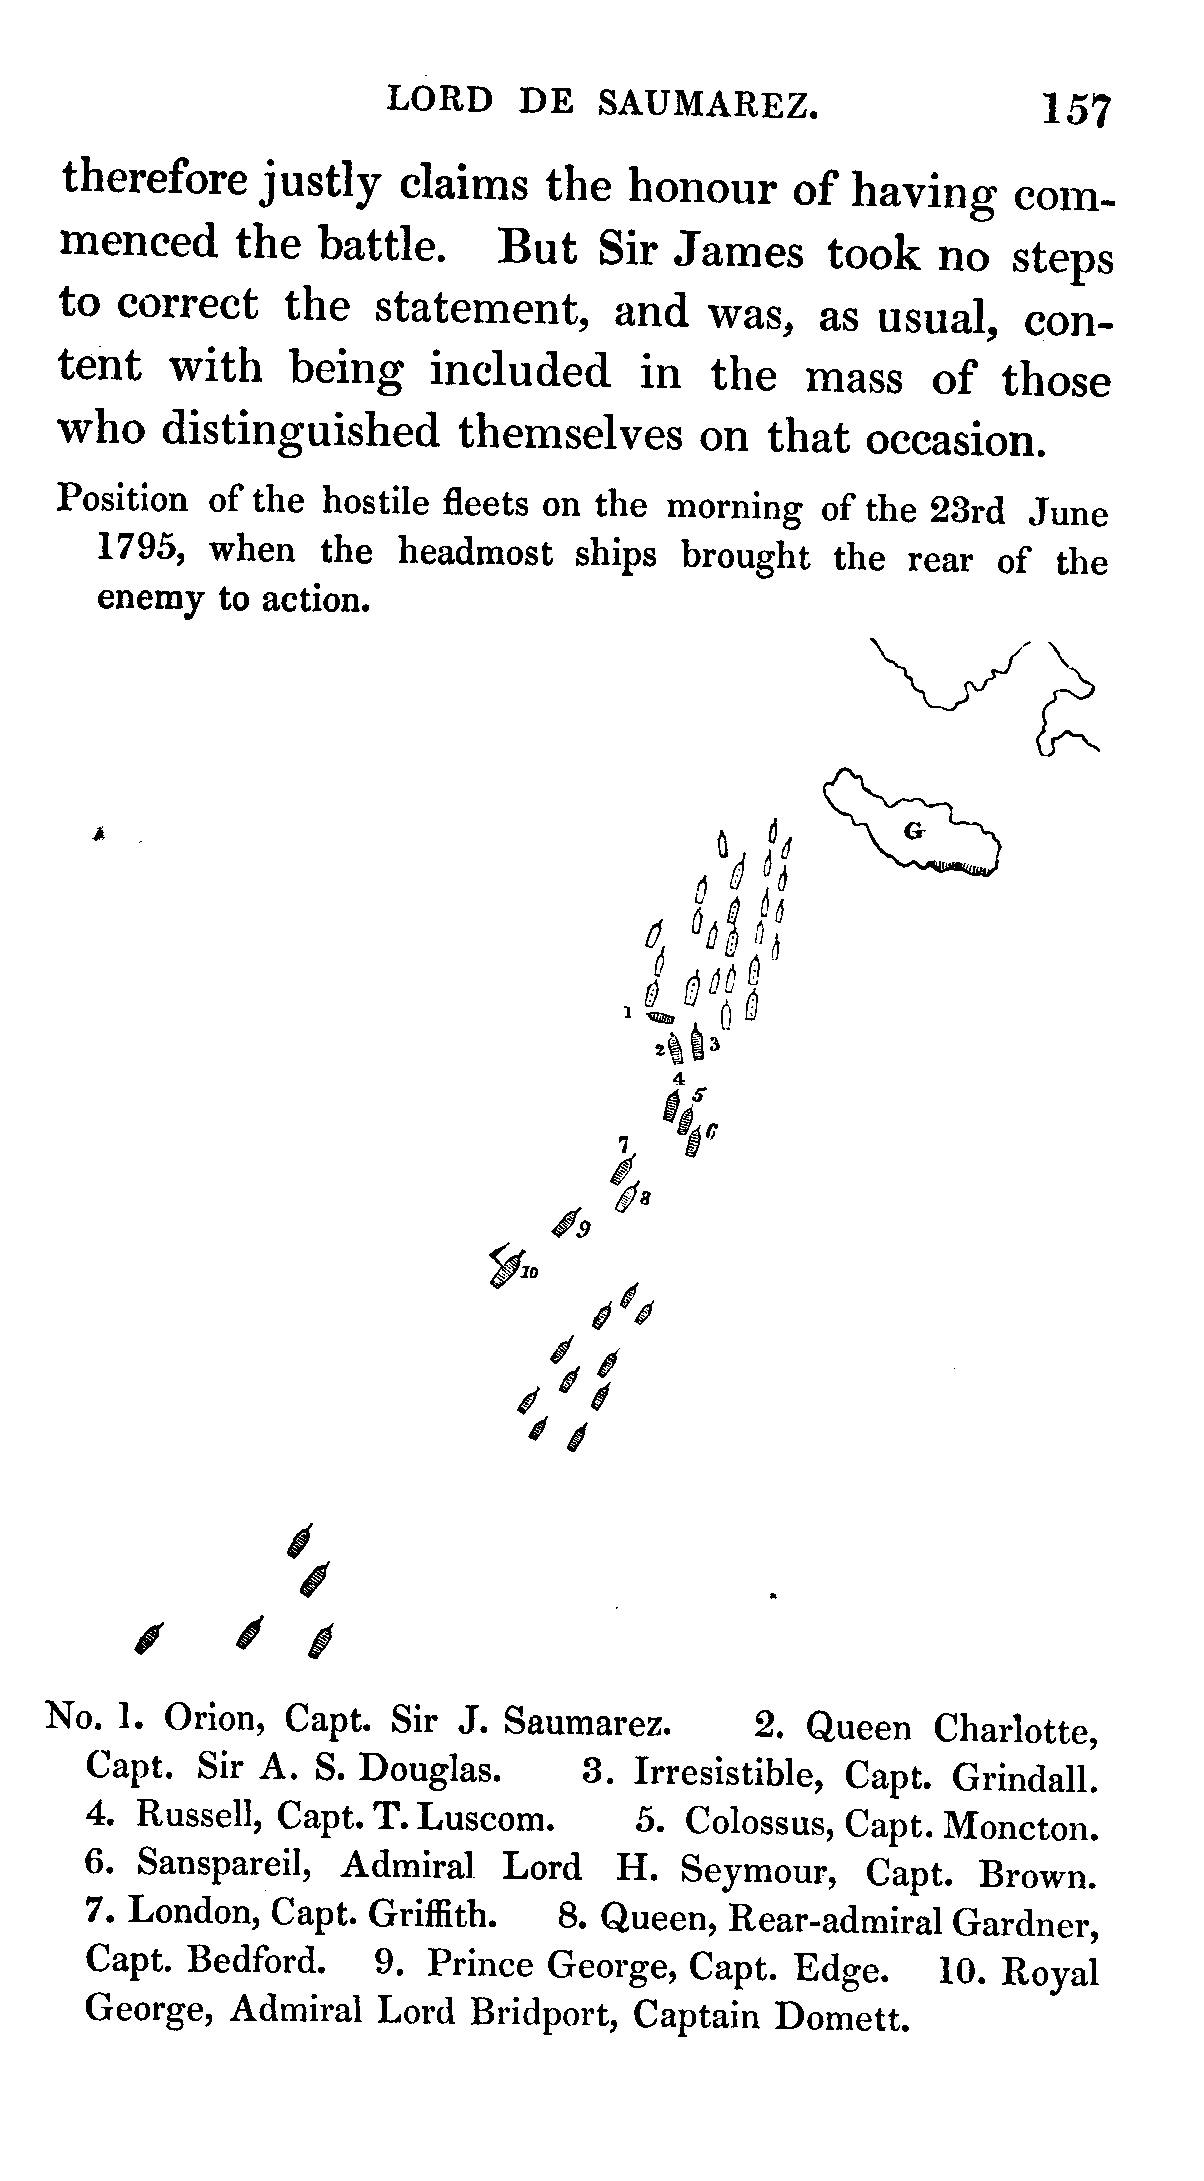 LORD DE SAUMAREZ. 157
therefore justly claims the honour of having com-
menced the battle. But Sir James took no steps
to correct the statement, and was, as usual, con-
tent with being included in the mass of those
who distinguished themselves on that occasion.
Position of the hostile fleets on the morning of the 23rd June
1795, when the headmost ships brought the rear of the
enemy to action.
G
1
2 3
4
5
6
7
8
9
10
No. 1. Orion, Capt. Sir J. Saumarez. 2. Queen Charlotte,
Capt. Sir A. S. Douglas. 3. Irresistible, Capt. Grindall.
4. Russell, Capt. T. Luscom. 5. Colossus, Capt. Moncton.
6. Sanspareil, Admiral Lord H. Seymour, Capt. Brown.
7. London, Capt. Griffith. 8. Queen, Rear-admiral Gardner,
Capt. Bedford. 9. Prince George, Capt. Edge. 10. Royal
George, Admiral Lord Bridport, Captain Domett.